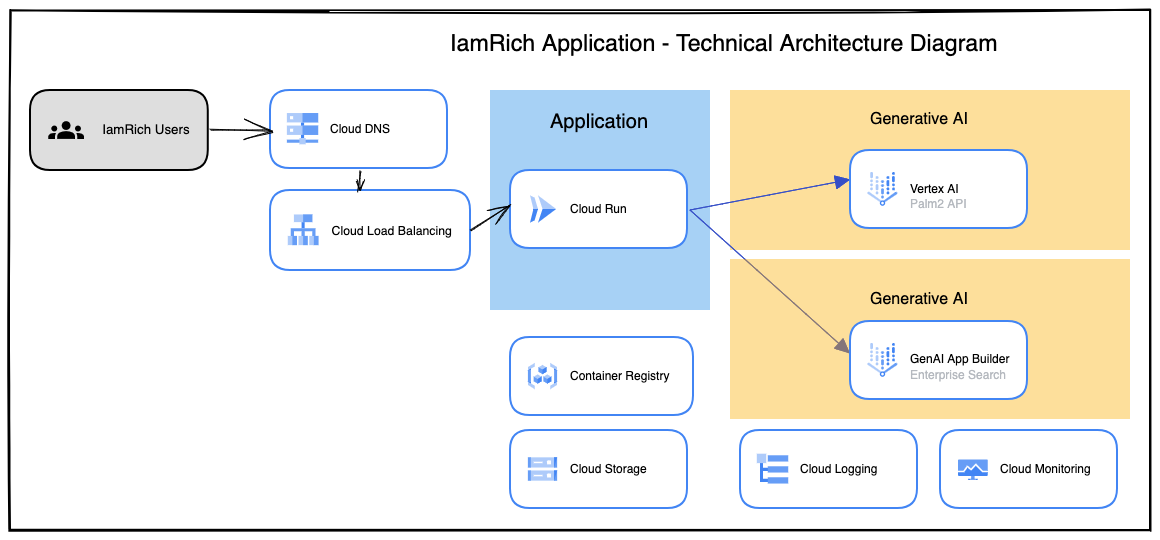 IamRich Application - Technical Architecture Diagram
IamRich Users
Cloud DNS
Cloud Load Balancing
Application
Cloud Run
Generative AI
Vertex AI
Palm2 API
Generative AI
GenAI App Builder
Enterprise Search
Container Registry
Cloud Storage
Cloud Logging
Cloud Monitoring